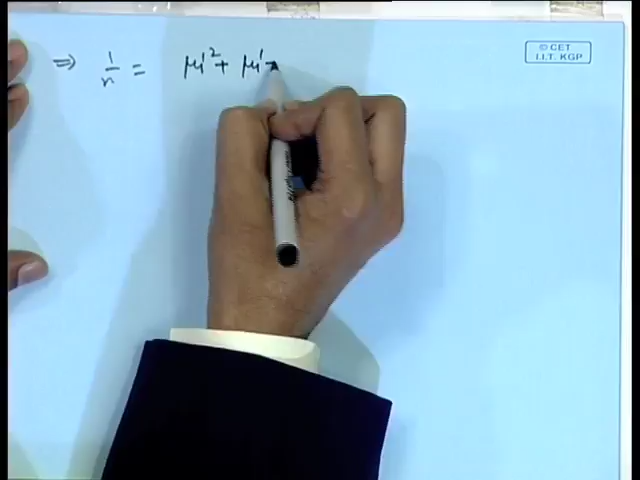 ⇒ 1/n = μ₁'² + μ₁' -
© CET
I.I.T. KGP